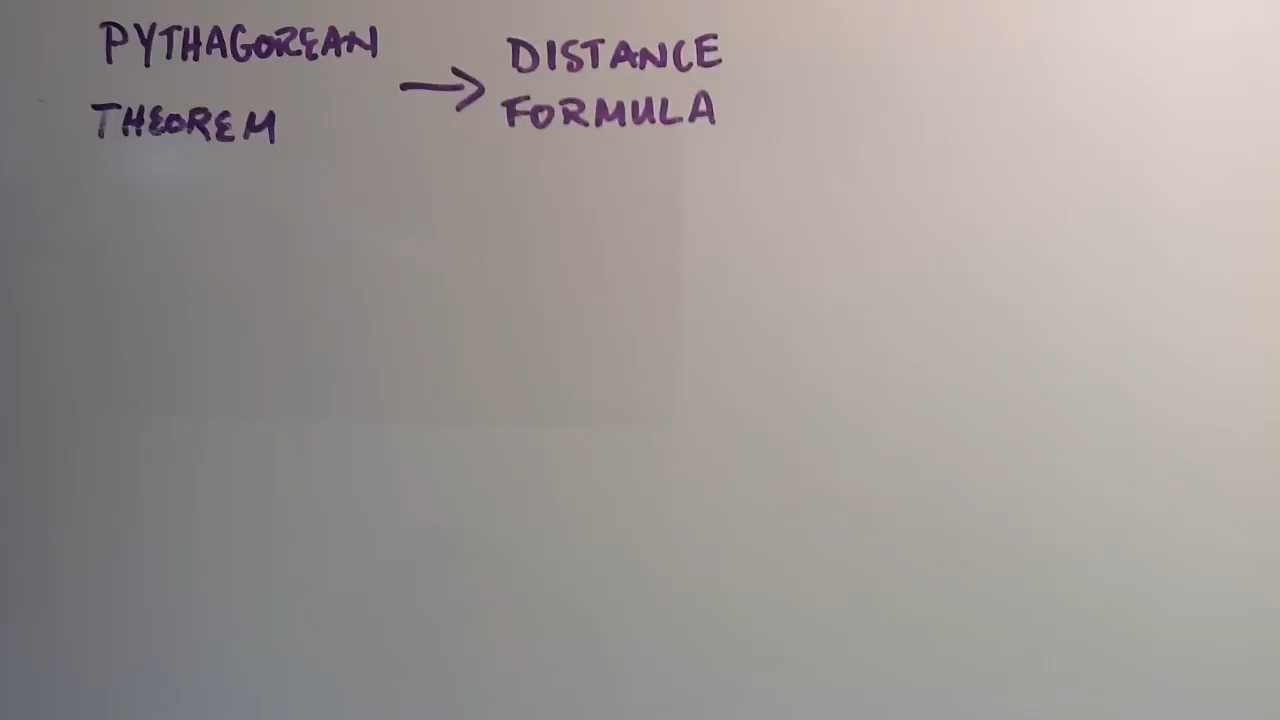 PYTHAGOREAN
THEOREM
→
DISTANCE
FORMULA